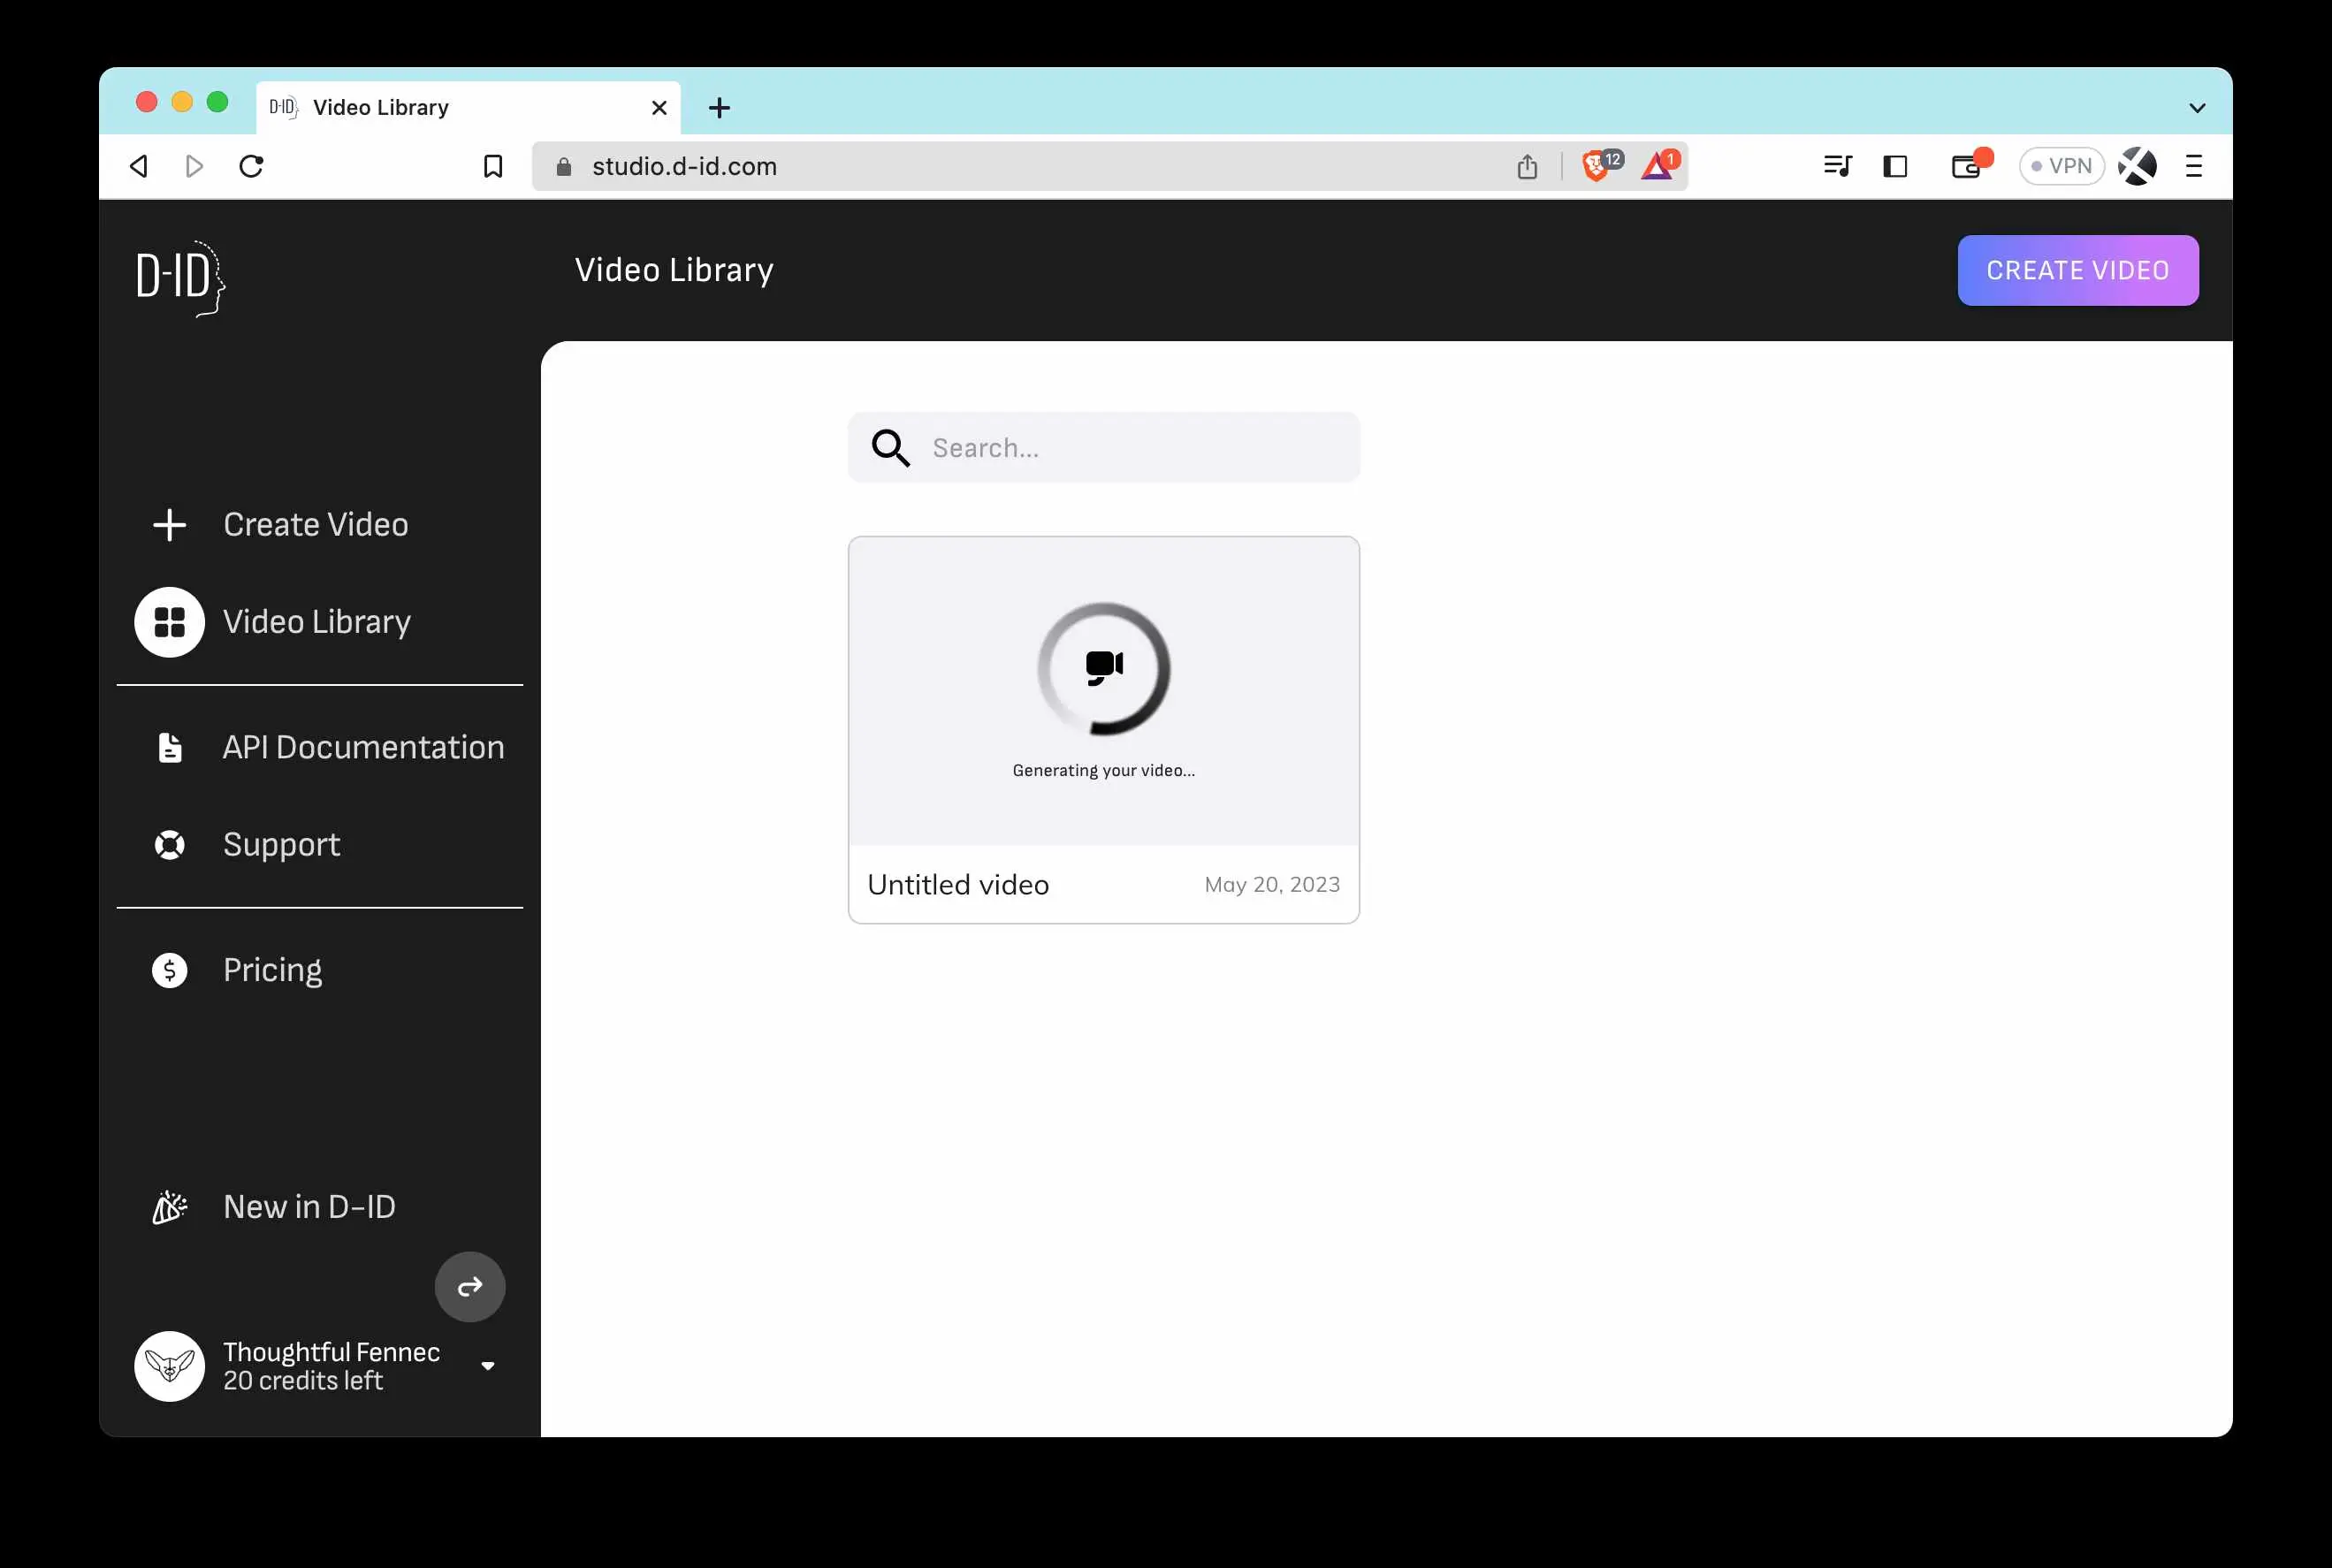 D-ID Video Library
studio.d-id.com
12
1
VPN
D-ID
Video Library
CREATE VIDEO
Search...
Create Video
Video Library
API Documentation
Support
Pricing
Generating your video...
Untitled video May 20, 2023
New in D-ID
Thoughtful Fennec
20 credits left